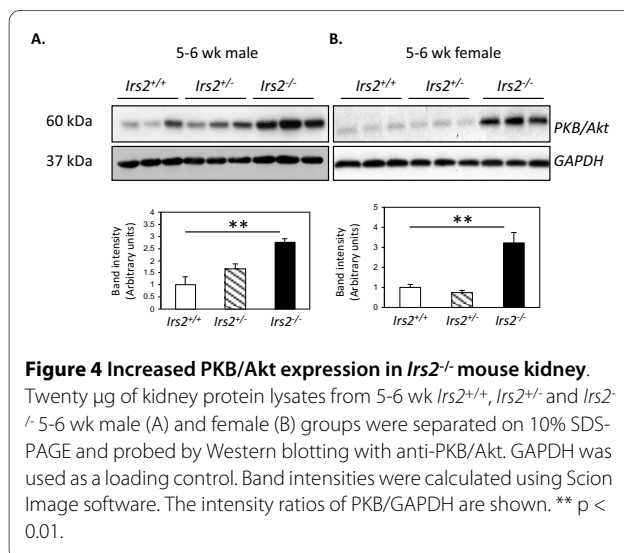 A.
B.
5-6 wk male
5-6 wk female
Irs2+/+ Irs2+/- Irs2-/-
Irs2+/+ Irs2+/- Irs2-/-
60 kDa
PKB/Akt
37 kDa
GAPDH
Band intensity
(Arbitrary units)
4
3.5
3
2.5
2
1.5
1
0.5
0
**
Irs2+/+ Irs2+/- Irs2-/-
Band intensity
(Arbitrary units)
5
4
3
2
1
0
**
Irs2+/+ Irs2+/- Irs2-/-
Figure 4 Increased PKB/Akt expression in Irs2-/- mouse kidney.
Twenty μg of kidney protein lysates from 5-6 wk Irs2+/+, Irs2+/- and Irs2-
/- 5-6 wk male (A) and female (B) groups were separated on 10% SDS-
PAGE and probed by Western blotting with anti-PKB/Akt. GAPDH was
used as a loading control. Band intensities were calculated using Scion
Image software. The intensity ratios of PKB/GAPDH are shown. ** p <
0.01.